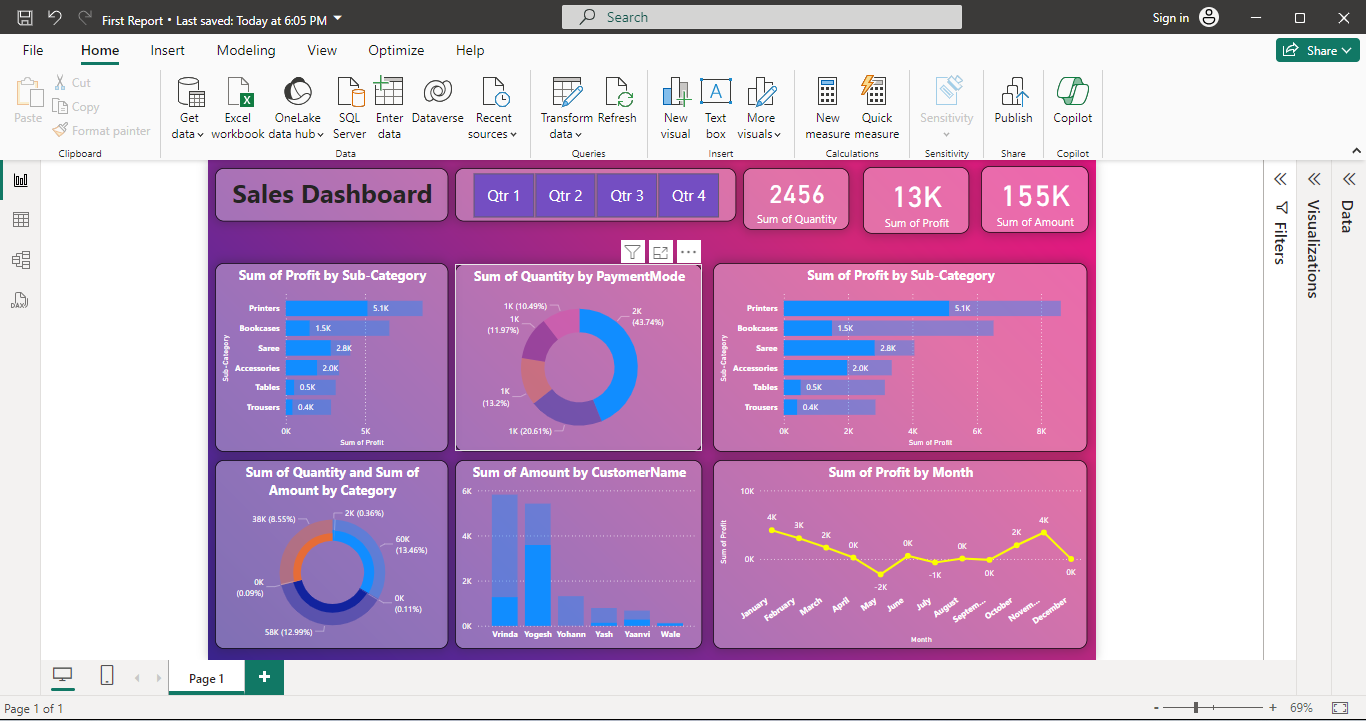 First Report • Last saved: Today at 6:05 PM
Search
Sign in
File Home Insert Modeling View Optimize Help
Share
Paste
Cut
Copy
Format painter
Clipboard
Get data
Excel workbook
OneLake data hub
SQL Server
Enter data
Dataverse
Recent sources
Data
Transform data
Refresh
Queries
New visual
Text box
More visuals
Insert
New measure
Quick measure
Calculations
Sensitivity
Sensitivity
Publish
Share
Copilot
Copilot
DAX
Sales Dashboard
Qtr 1 Qtr 2 Qtr 3 Qtr 4
2456
Sum of Quantity
13K
Sum of Profit
155K
Sum of Amount
Filters
Visualizations
Data
Sum of Profit by Sub-Category
Sub-Category
Printers 5.1K
Bookcases 1.5K
Saree 2.8K
Accessories 2.0K
Tables 0.5K
Trousers 0.4K
0K 5K
Sum of Profit
Sum of Quantity by PaymentMode
1K (10.49%)
1K
(11.97%)
2K
(43.74%)
1K
(13.2%)
1K (20.61%)
Sum of Profit by Sub-Category
Sub-Category
Printers 5.1K
Bookcases 1.5K
Saree 2.8K
Accessories 2.0K
Tables 0.5K
Trousers 0.4K
0K 2K 4K 6K 8K
Sum of Profit
Sum of Quantity and Sum of
Amount by Category
38K (8.55%)
2K (0.36%)
60K
(13.46%)
0K
(0.09%)
0K
(0.11%)
58K (12.99%)
Sum of Amount by CustomerName
6K
4K
2K
0K
Vrinda Yogesh Yohann Yash Yaanvi Wale
Sum of Profit by Month
Sum of Profit
10K
0K
4K 3K 2K 0K -2K 0K -1K 0K 0K 2K 4K 0K
January February March April May June July August Septem... October Novem... December
Month
Page 1
+
Page 1 of 1
- + 69%